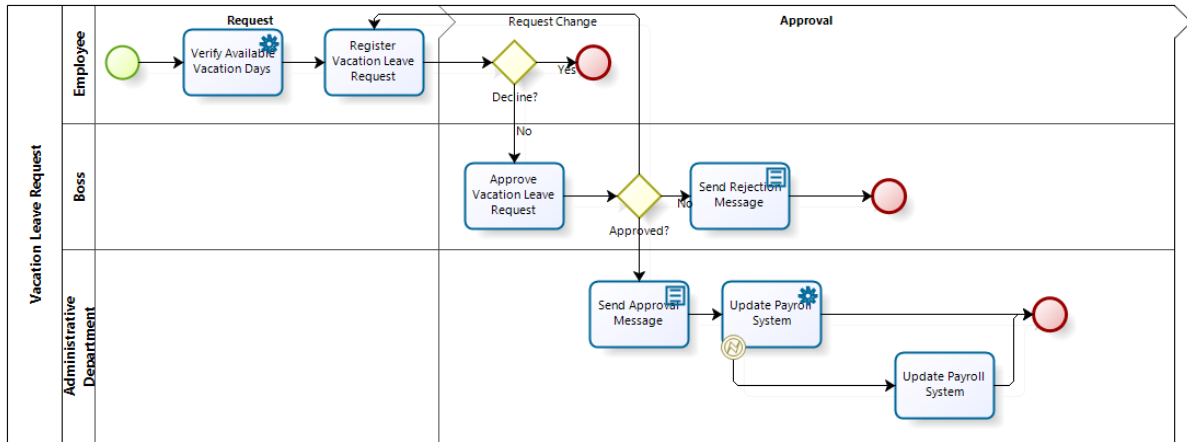 Vacation Leave Request
Request
Approval
Employee
Verify Available
Vacation Days
Register
Vacation Leave
Request
Request Change
Decline?
Yes
No
Boss
Approve
Vacation Leave
Request
Approved?
No
Send Rejection
Message
Administrative
Department
Send Approval
Message
Update Payroll
System
Update Payroll
System